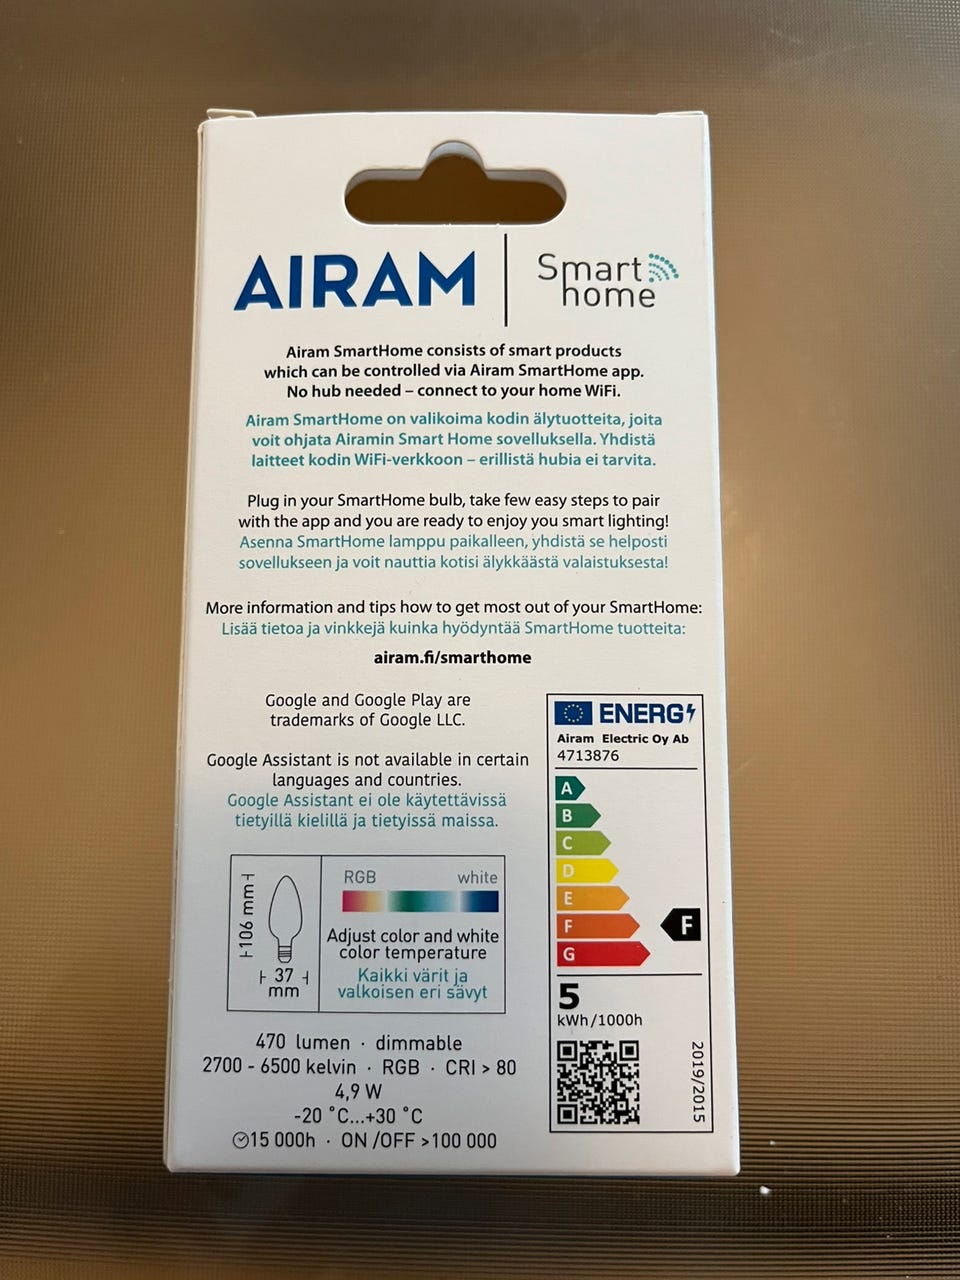 AIRAM
Smart
home
Airam SmartHome consists of smart products
which can be controlled via Airam SmartHome app.
No hub needed – connect to your home WiFi.
Airam SmartHome on valikoima kodin älytuotteita, joita
voit ohjata Airamin Smart Home sovelluksella. Yhdistä
laitteet kodin WiFi-verkkoon – erillistä hubia ei tarvita.
Plug in your SmartHome bulb, take few easy steps to pair
with the app and you are ready to enjoy you smart lighting!
Asenna SmartHome lamppu paikalleen, yhdistä se helposti
sovellukseen ja voit nauttia kotisi älykkäästä valaistuksesta!
More information and tips how to get most out of your SmartHome:
Lisää tietoa ja vinkkejä kuinka hyödyntää SmartHome tuotteita:
airam.fi/smarthome
Google and Google Play are
trademarks of Google LLC.
Google Assistant is not available in certain
languages and countries.
Google Assistant ei ole käytettävissä
tietyillä kielillä ja tietyissä maissa.
106 mm
37
mm
RGB white
Adjust color and white
color temperature
Kaikki värit ja
valkoisen eri sävyt
470 lumen · dimmable
2700 - 6500 kelvin · RGB · CRI > 80
4,9 W
-20 °C...+30 °C
15 000h · ON /OFF >100 000
ENERG
Airam Electric Oy Ab
4713876
A
B
C
D
E
F
G
F
5
kWh/1000h
2019/2015